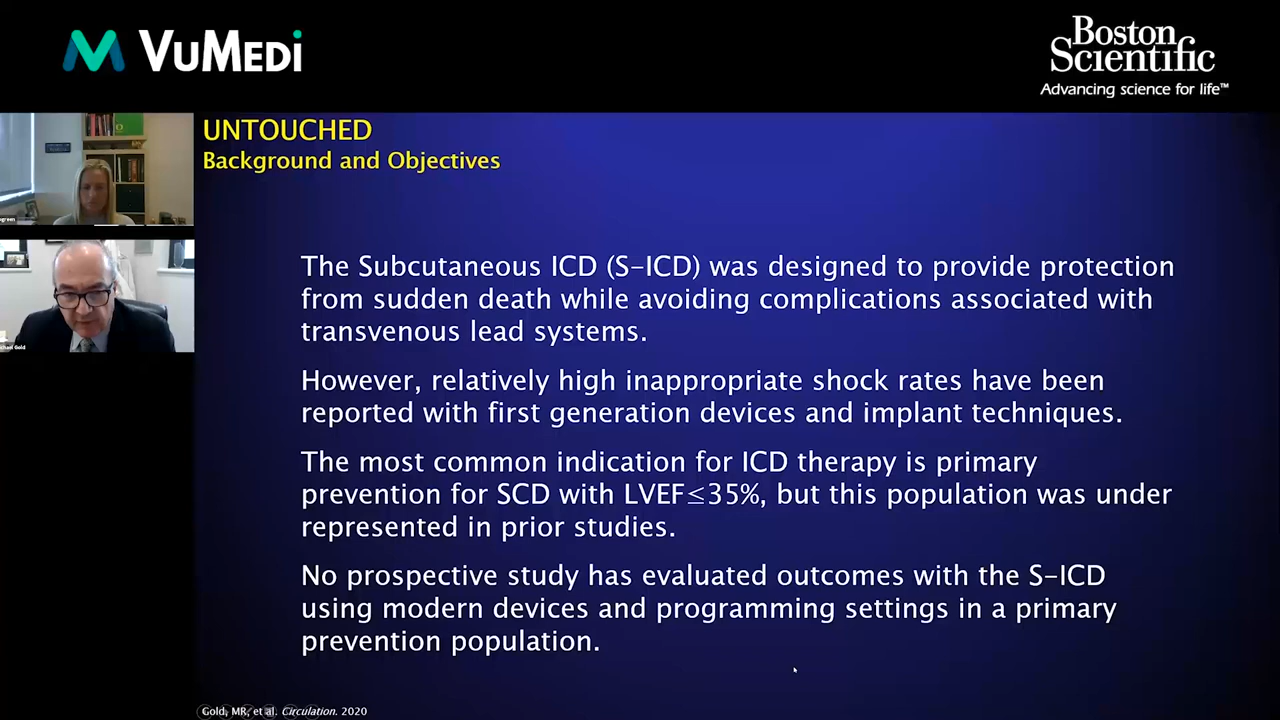 VUMEDI
Boston
Scientific
Advancing science for life™
UNTOUCHED
Background and Objectives
The Subcutaneous ICD (S-ICD) was designed to provide protection
from sudden death while avoiding complications associated with
transvenous lead systems.
However, relatively high inappropriate shock rates have been
reported with first generation devices and implant techniques.
The most common indication for ICD therapy is primary
prevention for SCD with LVEF≤35%, but this population was under
represented in prior studies.
No prospective study has evaluated outcomes with the S-ICD
using modern devices and programming settings in a primary
prevention population.
Gold, MR, et al. Circulation. 2020